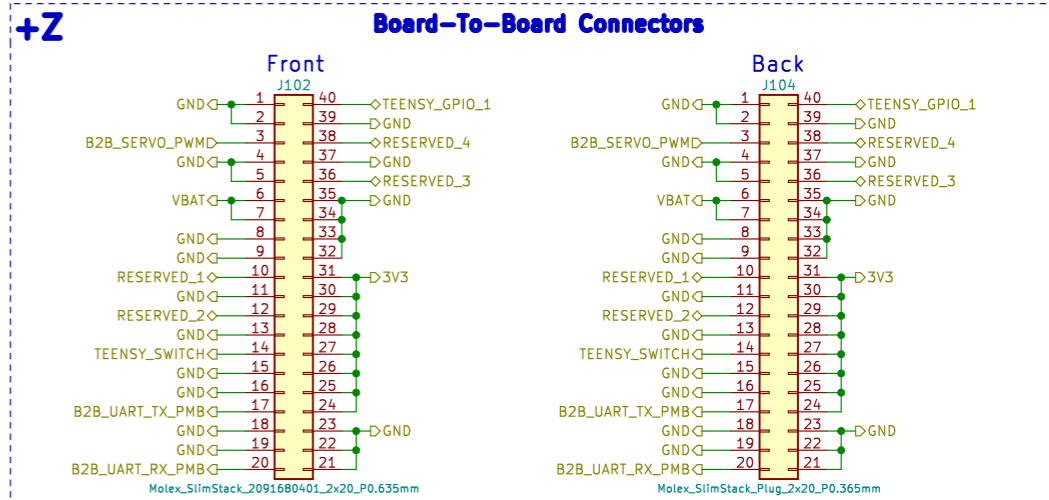 +Z
Board-To-Board Connectors
Front
J102
GND 1 40 TEENSY_GPIO_1
2 39 GND
B2B_SERVO_PWM 3 38 RESERVED_4
GND 4 37 GND
5 36 RESERVED_3
VBAT 6 35 GND
7 34
GND 8 33
GND 9 32
RESERVED_1 10 31 3V3
GND 11 30
RESERVED_2 12 29
GND 13 28
TEENSY_SWITCH 14 27
GND 15 26
GND 16 25
B2B_UART_TX_PMB 17 24
GND 18 23 GND
GND 19 22
B2B_UART_RX_PMB 20 21
Molex_SlimStack_2091680401_2x20_P0.635mm
Back
J104
GND 1 40 TEENSY_GPIO_1
2 39 GND
B2B_SERVO_PWM 3 38 RESERVED_4
GND 4 37 GND
5 36 RESERVED_3
VBAT 6 35 GND
7 34
GND 8 33
GND 9 32
RESERVED_1 10 31 3V3
GND 11 30
RESERVED_2 12 29
GND 13 28
TEENSY_SWITCH 14 27
GND 15 26
GND 16 25
B2B_UART_TX_PMB 17 24
GND 18 23 GND
GND 19 22
B2B_UART_RX_PMB 20 21
Molex_SlimStack_Plug_2x20_P0.365mm